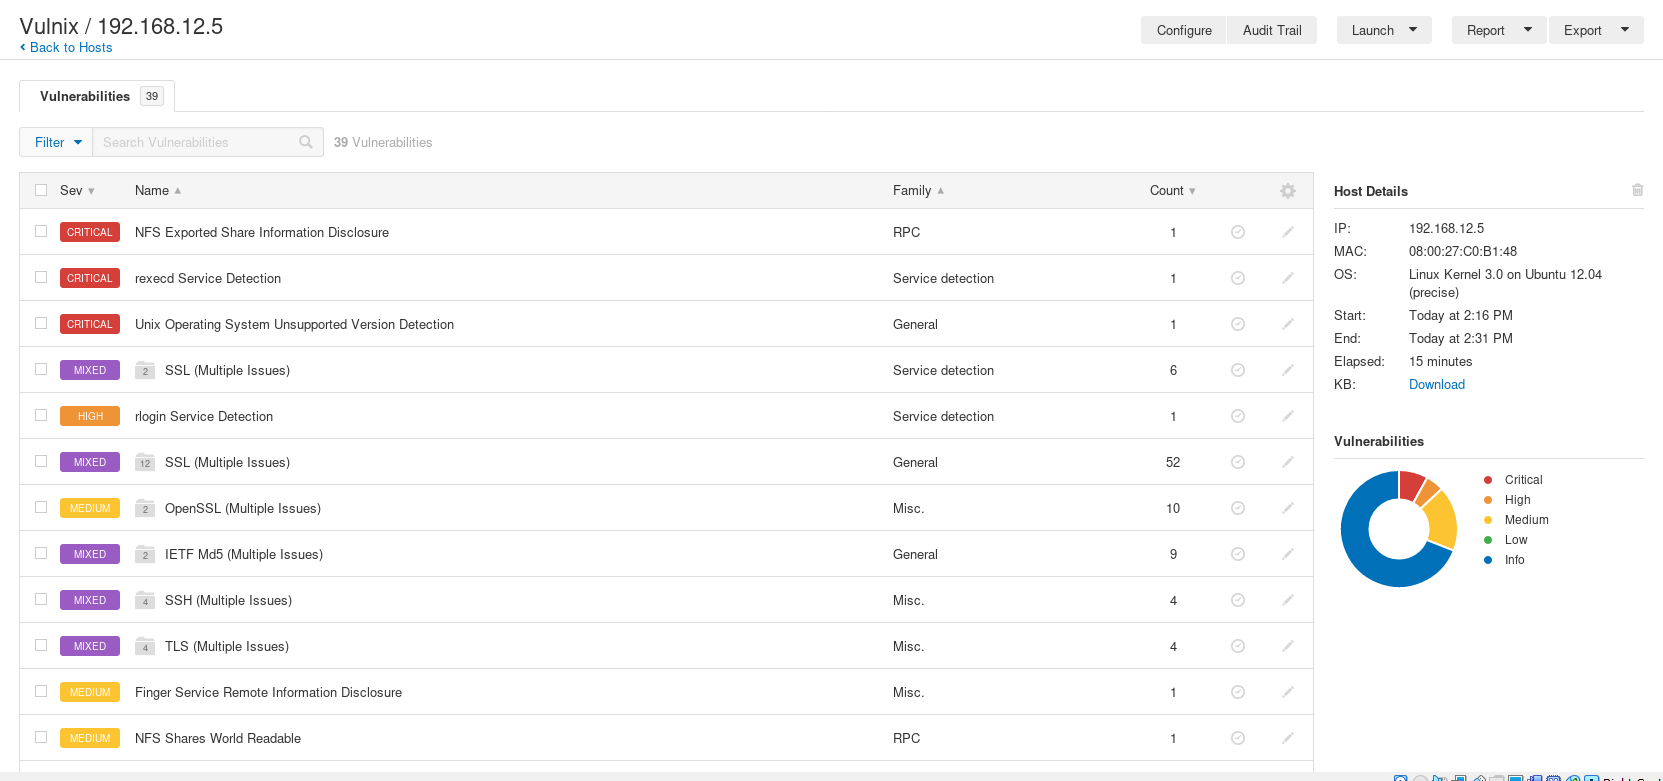 Vulnix / 192.168.12.5
Back to Hosts
Configure Audit Trail Launch Report Export
Vulnerabilities 39
Filter Search Vulnerabilities 39 Vulnerabilities
Sev Name Family Count
CRITICAL NFS Exported Share Information Disclosure RPC 1
CRITICAL rexecd Service Detection Service detection 1
CRITICAL Unix Operating System Unsupported Version Detection General 1
MIXED 2 SSL (Multiple Issues) Service detection 6
HIGH rlogin Service Detection Service detection 1
MIXED 12 SSL (Multiple Issues) General 52
MEDIUM 2 OpenSSL (Multiple Issues) Misc. 10
MIXED 2 IETF Md5 (Multiple Issues) General 9
MIXED 4 SSH (Multiple Issues) Misc. 4
MIXED 4 TLS (Multiple Issues) Misc. 4
MEDIUM Finger Service Remote Information Disclosure Misc. 1
MEDIUM NFS Shares World Readable RPC 1
Host Details
IP: 192.168.12.5
MAC: 08:00:27:C0:B1:48
OS: Linux Kernel 3.0 on Ubuntu 12.04
(precise)
Start: Today at 2:16 PM
End: Today at 2:31 PM
Elapsed: 15 minutes
KB: Download
Vulnerabilities
Critical
High
Medium
Low
Info